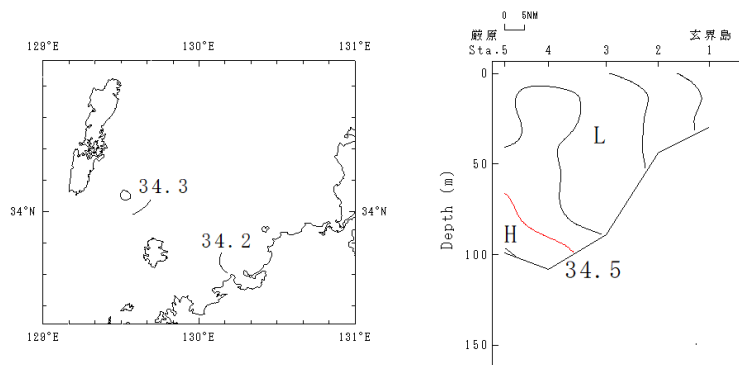 129°E
130°E
131°E
34°N
34°N
34.3
34.2
129°E
130°E
131°E
0 5NM
厳原
玄界島
Sta.5 4 3 2 1
Depth (m)
0
50
100
150
L
H
34.5